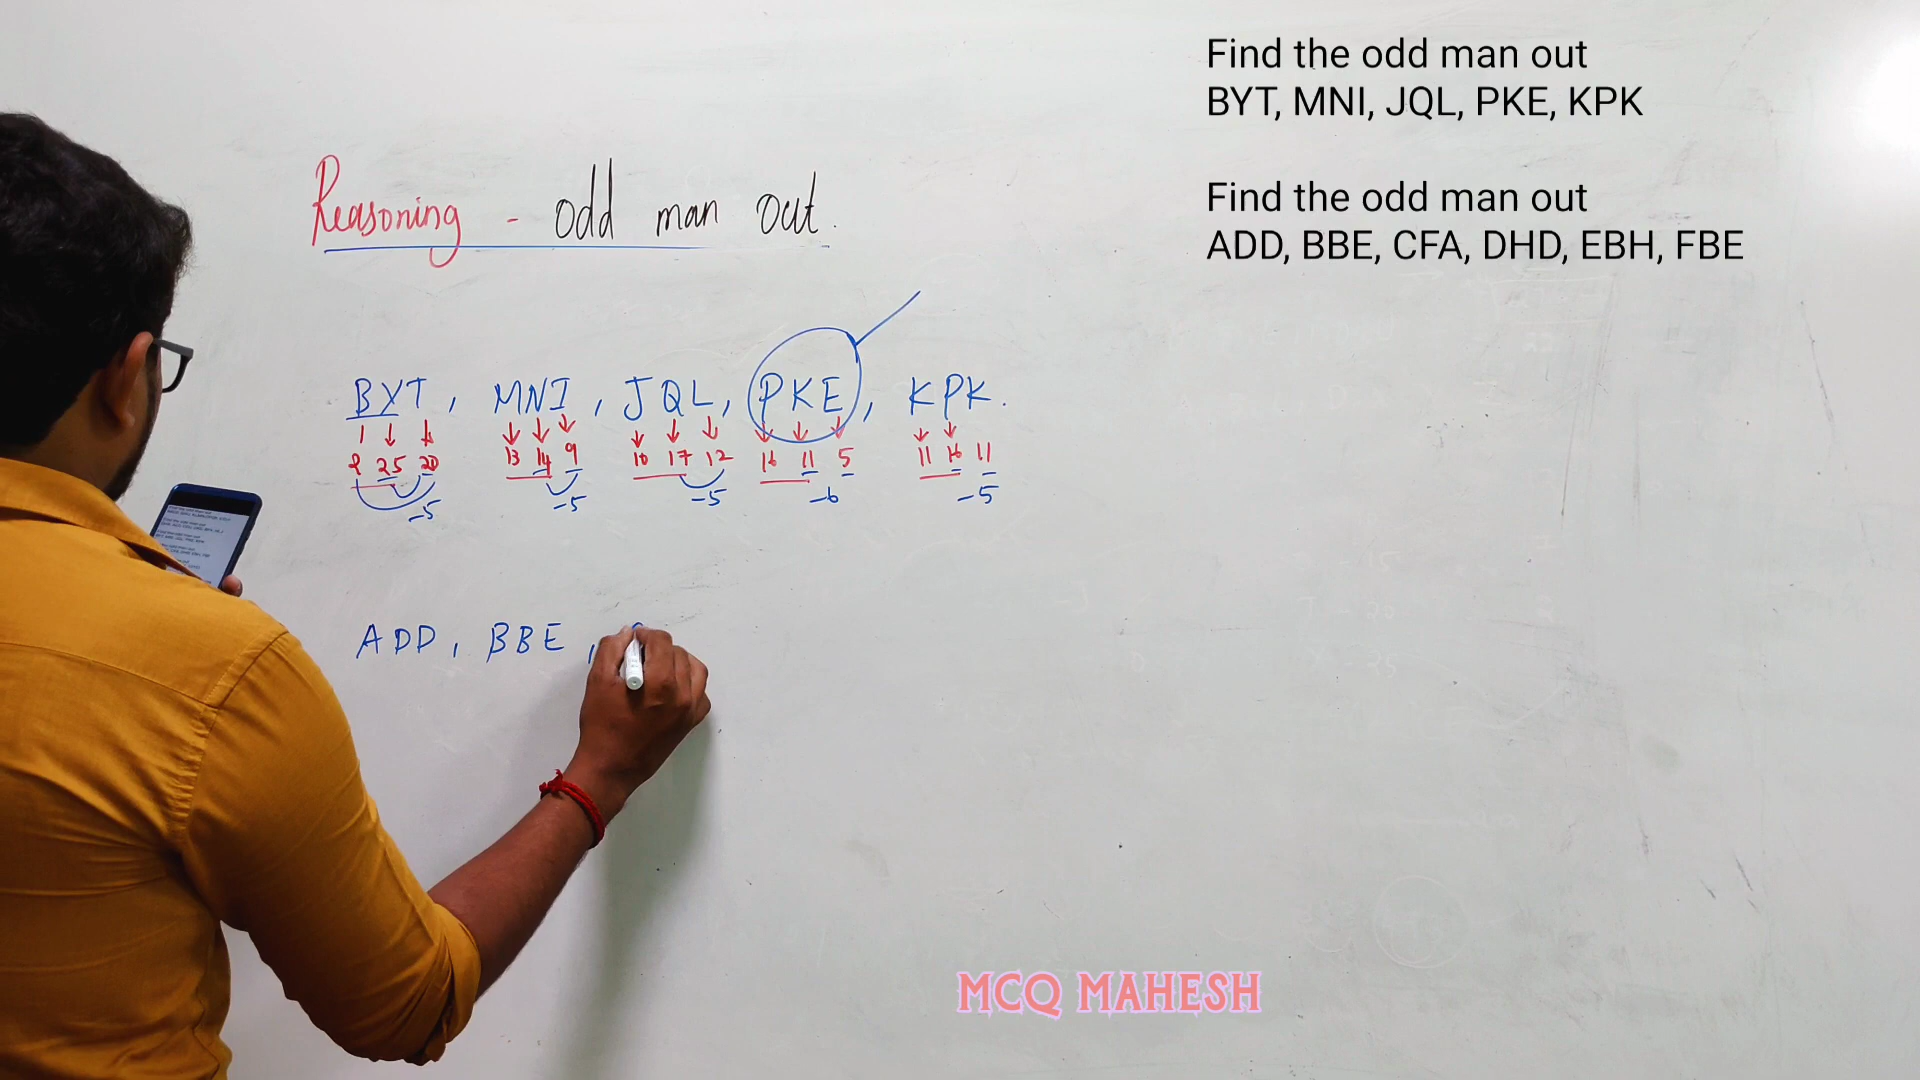 Find the odd man out
BYT, MNI, JQL, PKE, KPK
Find the odd man out
ADD, BBE, CFA, DHD, EBH, FBE
Reasoning - odd man out.
BYT, MNI, JQL, PKE, KPK.
2 25 20 13 14 9 10 17 12 16 11 5 11 16 11
-5 -5 -5 -6 -5
ADD, BBE,
MCQ MAHESH